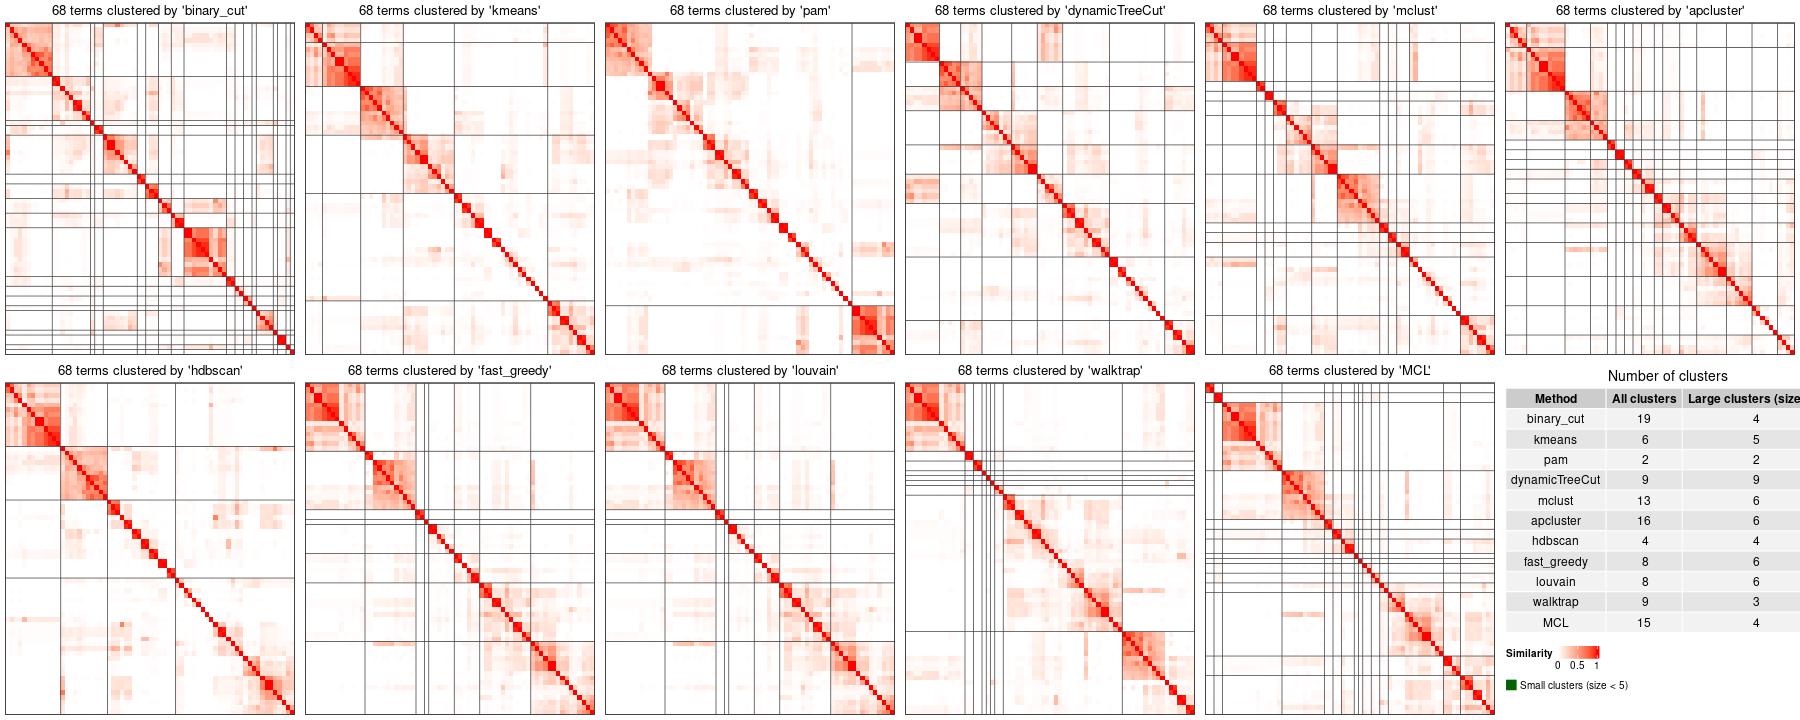 68 terms clustered by 'binary_cut'
68 terms clustered by 'kmeans'
68 terms clustered by 'pam'
68 terms clustered by 'dynamicTreeCut'
68 terms clustered by 'mclust'
68 terms clustered by 'apcluster'
68 terms clustered by 'hdbscan'
68 terms clustered by 'fast_greedy'
68 terms clustered by 'louvain'
68 terms clustered by 'walktrap'
68 terms clustered by 'MCL'
Number of clusters
Method All clusters Large clusters (size
binary_cut 19 4
kmeans 6 5
pam 2 2
dynamicTreeCut 9 9
mclust 13 6
apcluster 16 6
hdbscan 4 4
fast_greedy 8 6
louvain 8 6
walktrap 9 3
MCL 15 4
Similarity
0 0.5 1
Small clusters (size < 5)